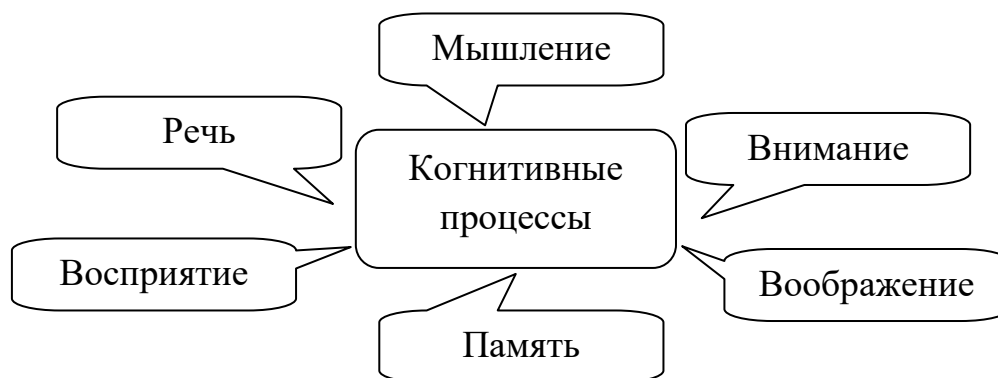 Мышление
Речь
Внимание
Когнитивные
процессы
Восприятие
Воображение
Память